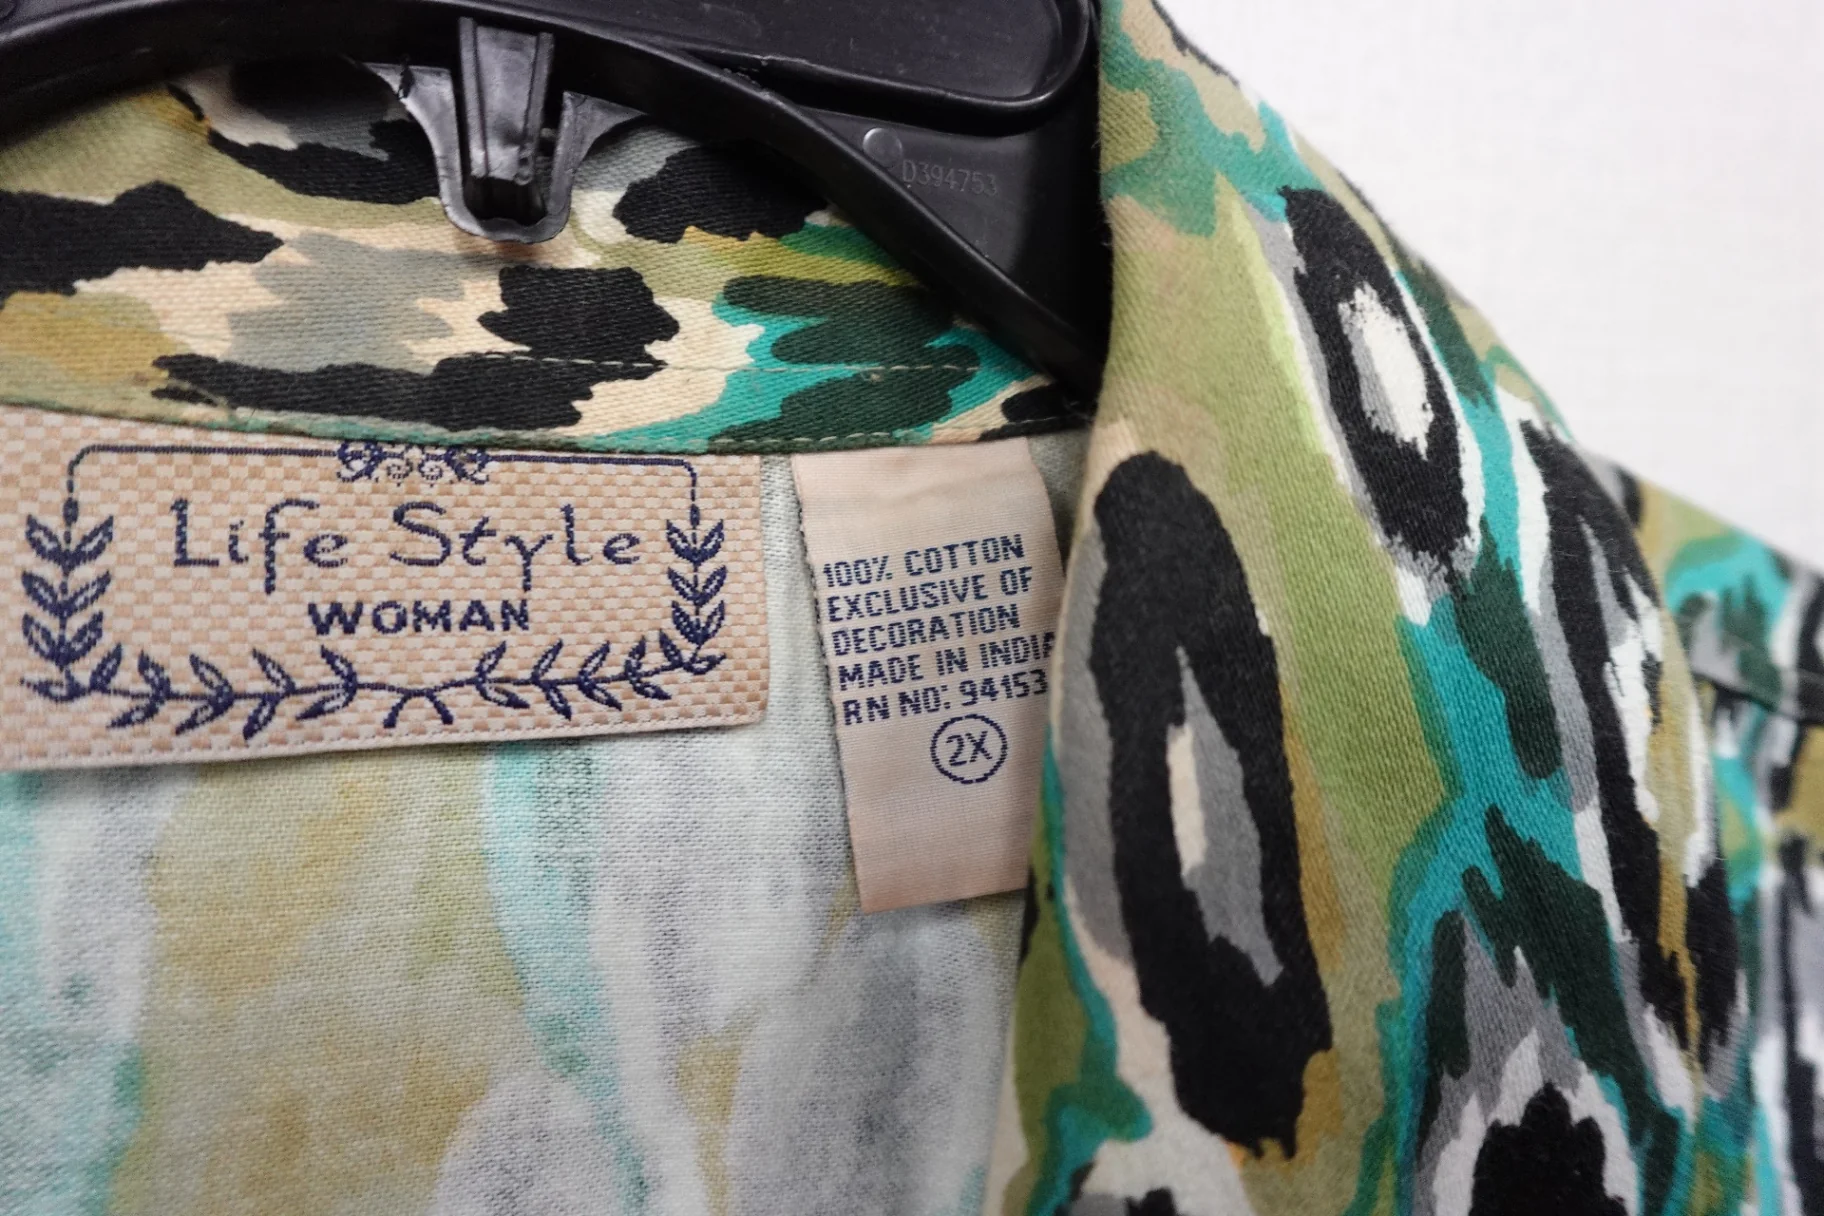 D394753
Life Style
WOMAN
100% COTTON
EXCLUSIVE OF
DECORATION
MADE IN INDIA
RN NO: 94153
2X